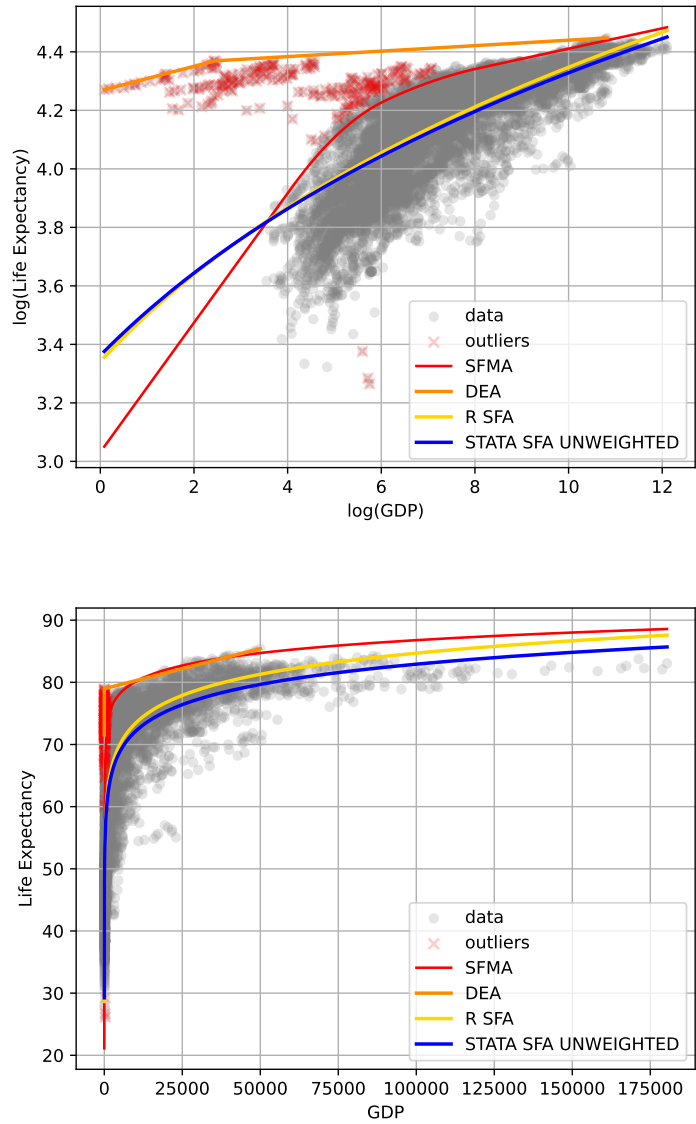 4.4
4.2
4.0
3.8
3.6
3.4
3.2
3.0
log(Life Expectancy)
0 2 4 6 8 10 12
log(GDP)
data
outliers
SFMA
DEA
R SFA
STATA SFA UNWEIGHTED
90
80
70
60
50
40
30
20
Life Expectancy
0 25000 50000 75000 100000 125000 150000 175000
GDP
data
outliers
SFMA
DEA
R SFA
STATA SFA UNWEIGHTED